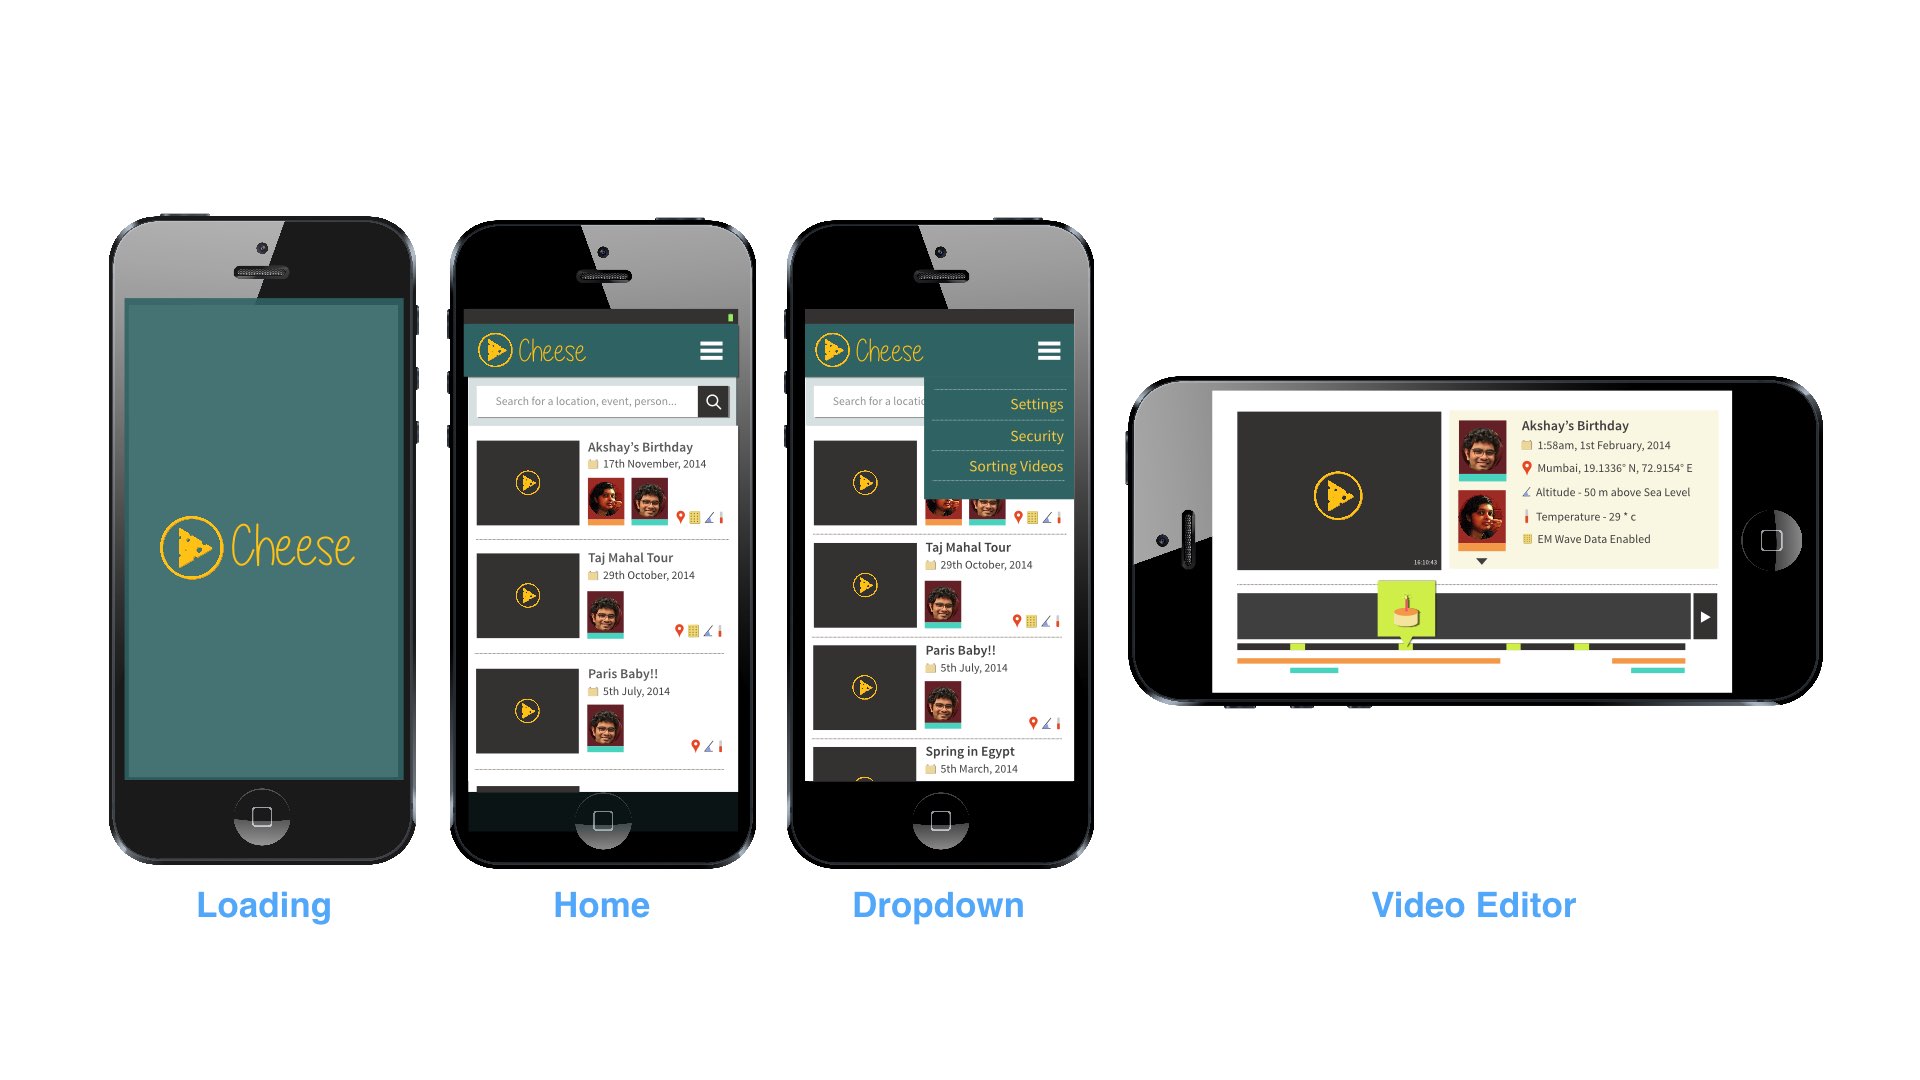 Cheese
Loading
Cheese
Search for a location, event, person...
Akshay's Birthday
17th November, 2014
Taj Mahal Tour
29th October, 2014
Paris Baby!!
5th July, 2014
Home
Cheese
Search for a locatio
Settings
Security
Sorting Videos
Taj Mahal Tour
29th October, 2014
Paris Baby!!
5th July, 2014
Spring in Egypt
5th March, 2014
Dropdown
16:10:43
Akshay's Birthday
1:58am, 1st February, 2014
Mumbai, 19.1336° N, 72.9154° E
Altitude - 50 m above Sea Level
Temperature - 29 * c
EM Wave Data Enabled
Video Editor